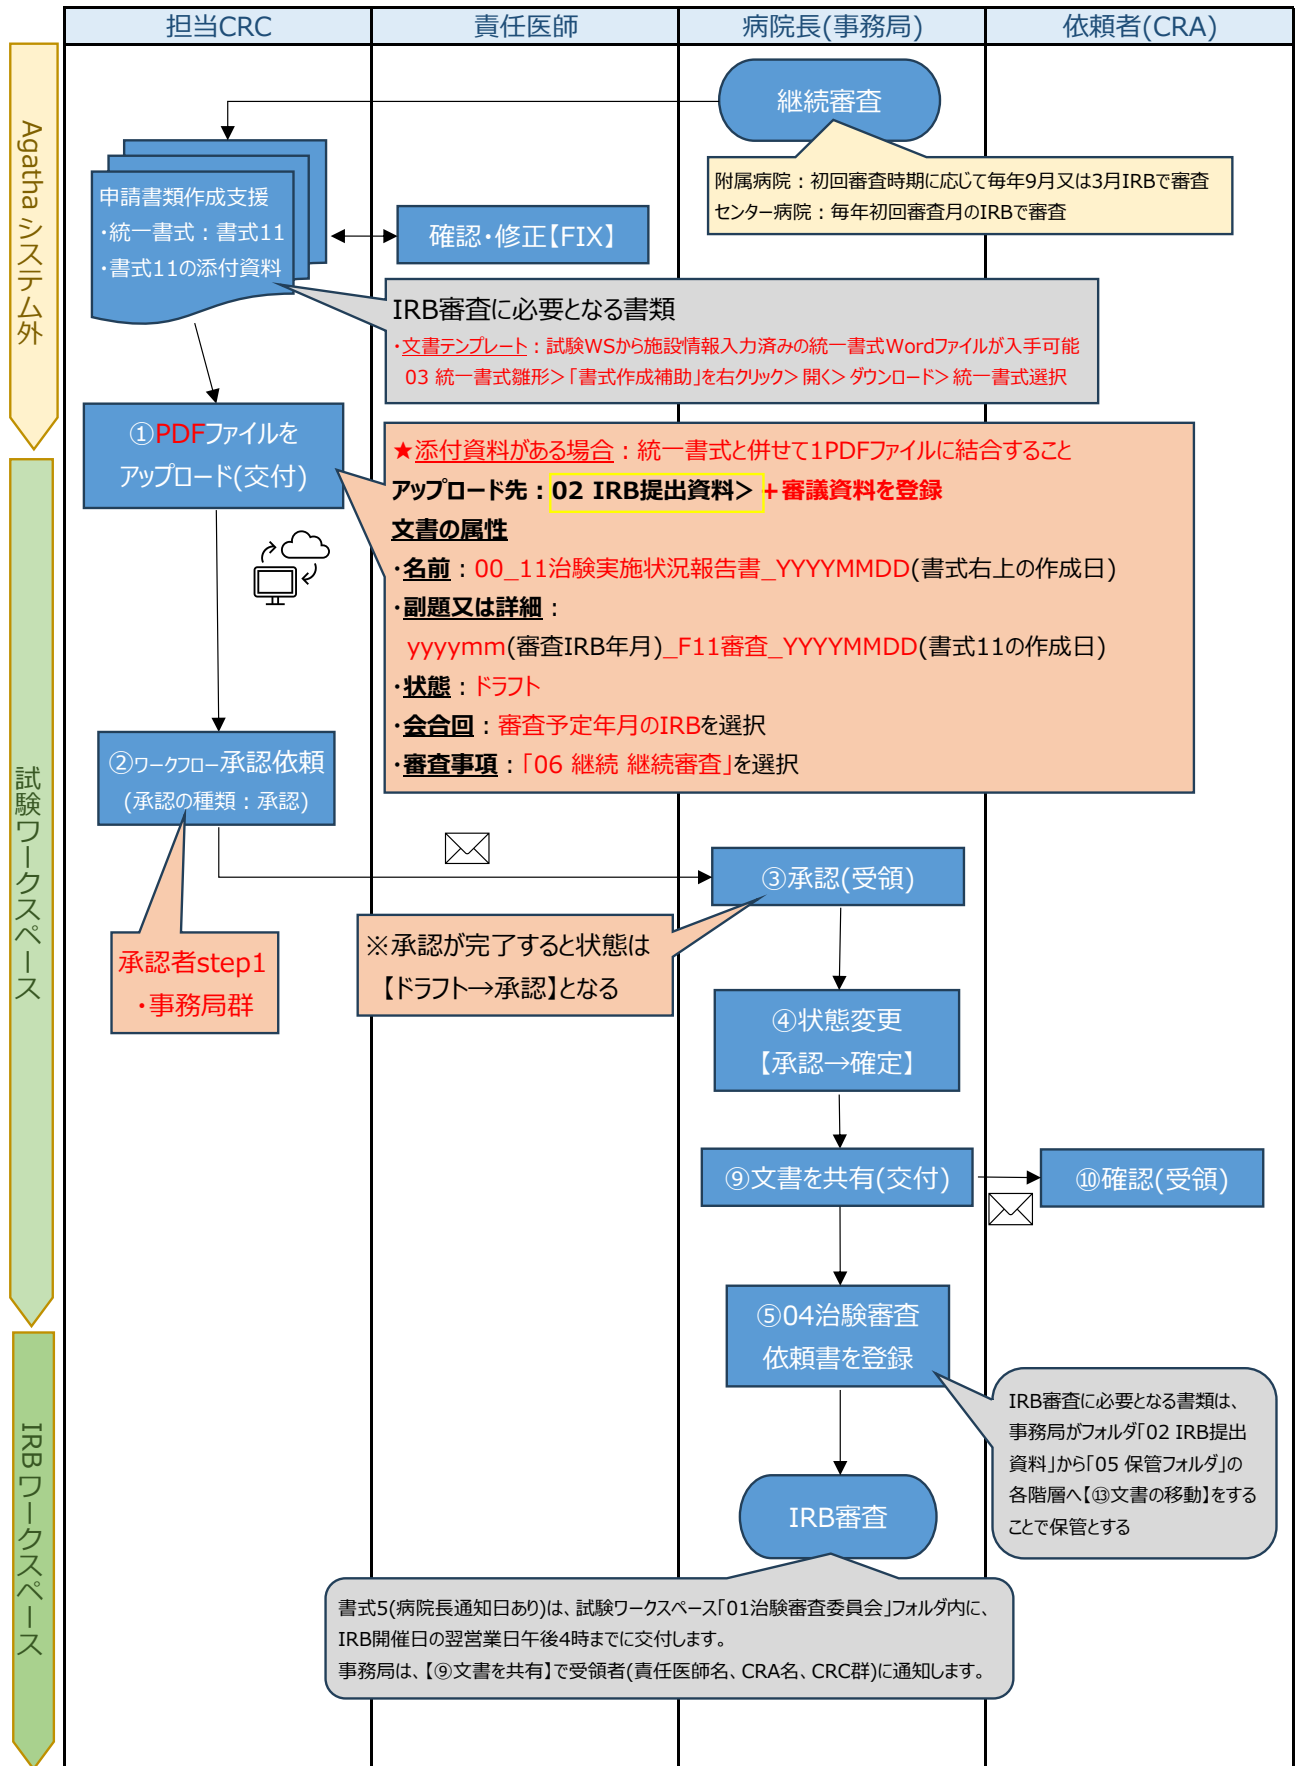 担当CRC
責任医師
病院長(事務局)
依頼者(CRA)
Agathaシステム外
継続審査
附属病院：初回審査時期に応じて毎年9月又は3月IRBで審査
センター病院：毎年初回審査月のIRBで審査
申請書類作成支援
・統一書式：書式11
・書式11の添付資料
確認・修正【FIX】
IRB審査に必要となる書類
・文書テンプレート：試験WSから施設情報入力済みの統一書式Wordファイルが入手可能
03 統一書式雛形＞「書式作成補助」を右クリック＞開く＞ダウンロード＞統一書式選択
①PDFファイルを
アップロード(交付)
★添付資料がある場合：統一書式と併せて1PDFファイルに結合すること
アップロード先：02 IRB提出資料＞＋審議資料を登録
文書の属性
・名前：00_11治験実施状況報告書_YYYYMMDD(書式右上の作成日)
・副題又は詳細：
yyyymm(審査IRB年月)_F11審査_YYYYMMDD(書式11の作成日)
・状態：ドラフト
・会合回：審査予定年月のIRBを選択
・審査事項：「06 継続 継続審査」を選択
試験ワークスペース
②ワークフロー承認依頼
(承認の種類：承認)
③承認(受領)
承認者step1
・事務局群
※承認が完了すると状態は
【ドラフト→承認】となる
④状態変更
【承認→確定】
⑨文書を共有(交付)
⑩確認(受領)
⑤04治験審査
依頼書を登録
IRBワークスペース
IRB審査に必要となる書類は、
事務局がフォルダ「02 IRB提出
資料」から「05 保管フォルダ」の
各階層へ【⑬文書の移動】をする
ことで保管とする
IRB審査
書式5(病院長通知日あり)は、試験ワークスペース「01治験審査委員会」フォルダ内に、
IRB開催日の翌営業日午後4時までに交付します。
事務局は、【⑨文書を共有】で受領者(責任医師名、CRA名、CRC群)に通知します。